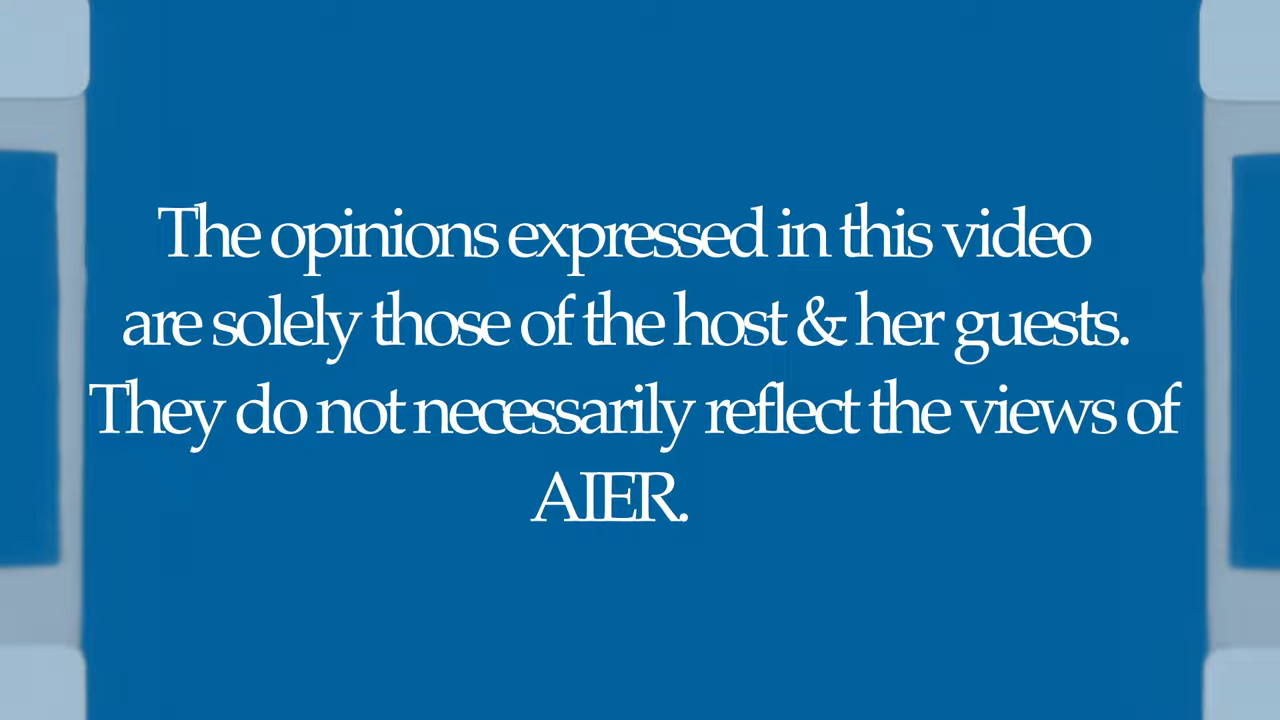 The opinions expressed in this video
are solely those of the host & her guests.
They do not necessarily reflect the views of
AIER.